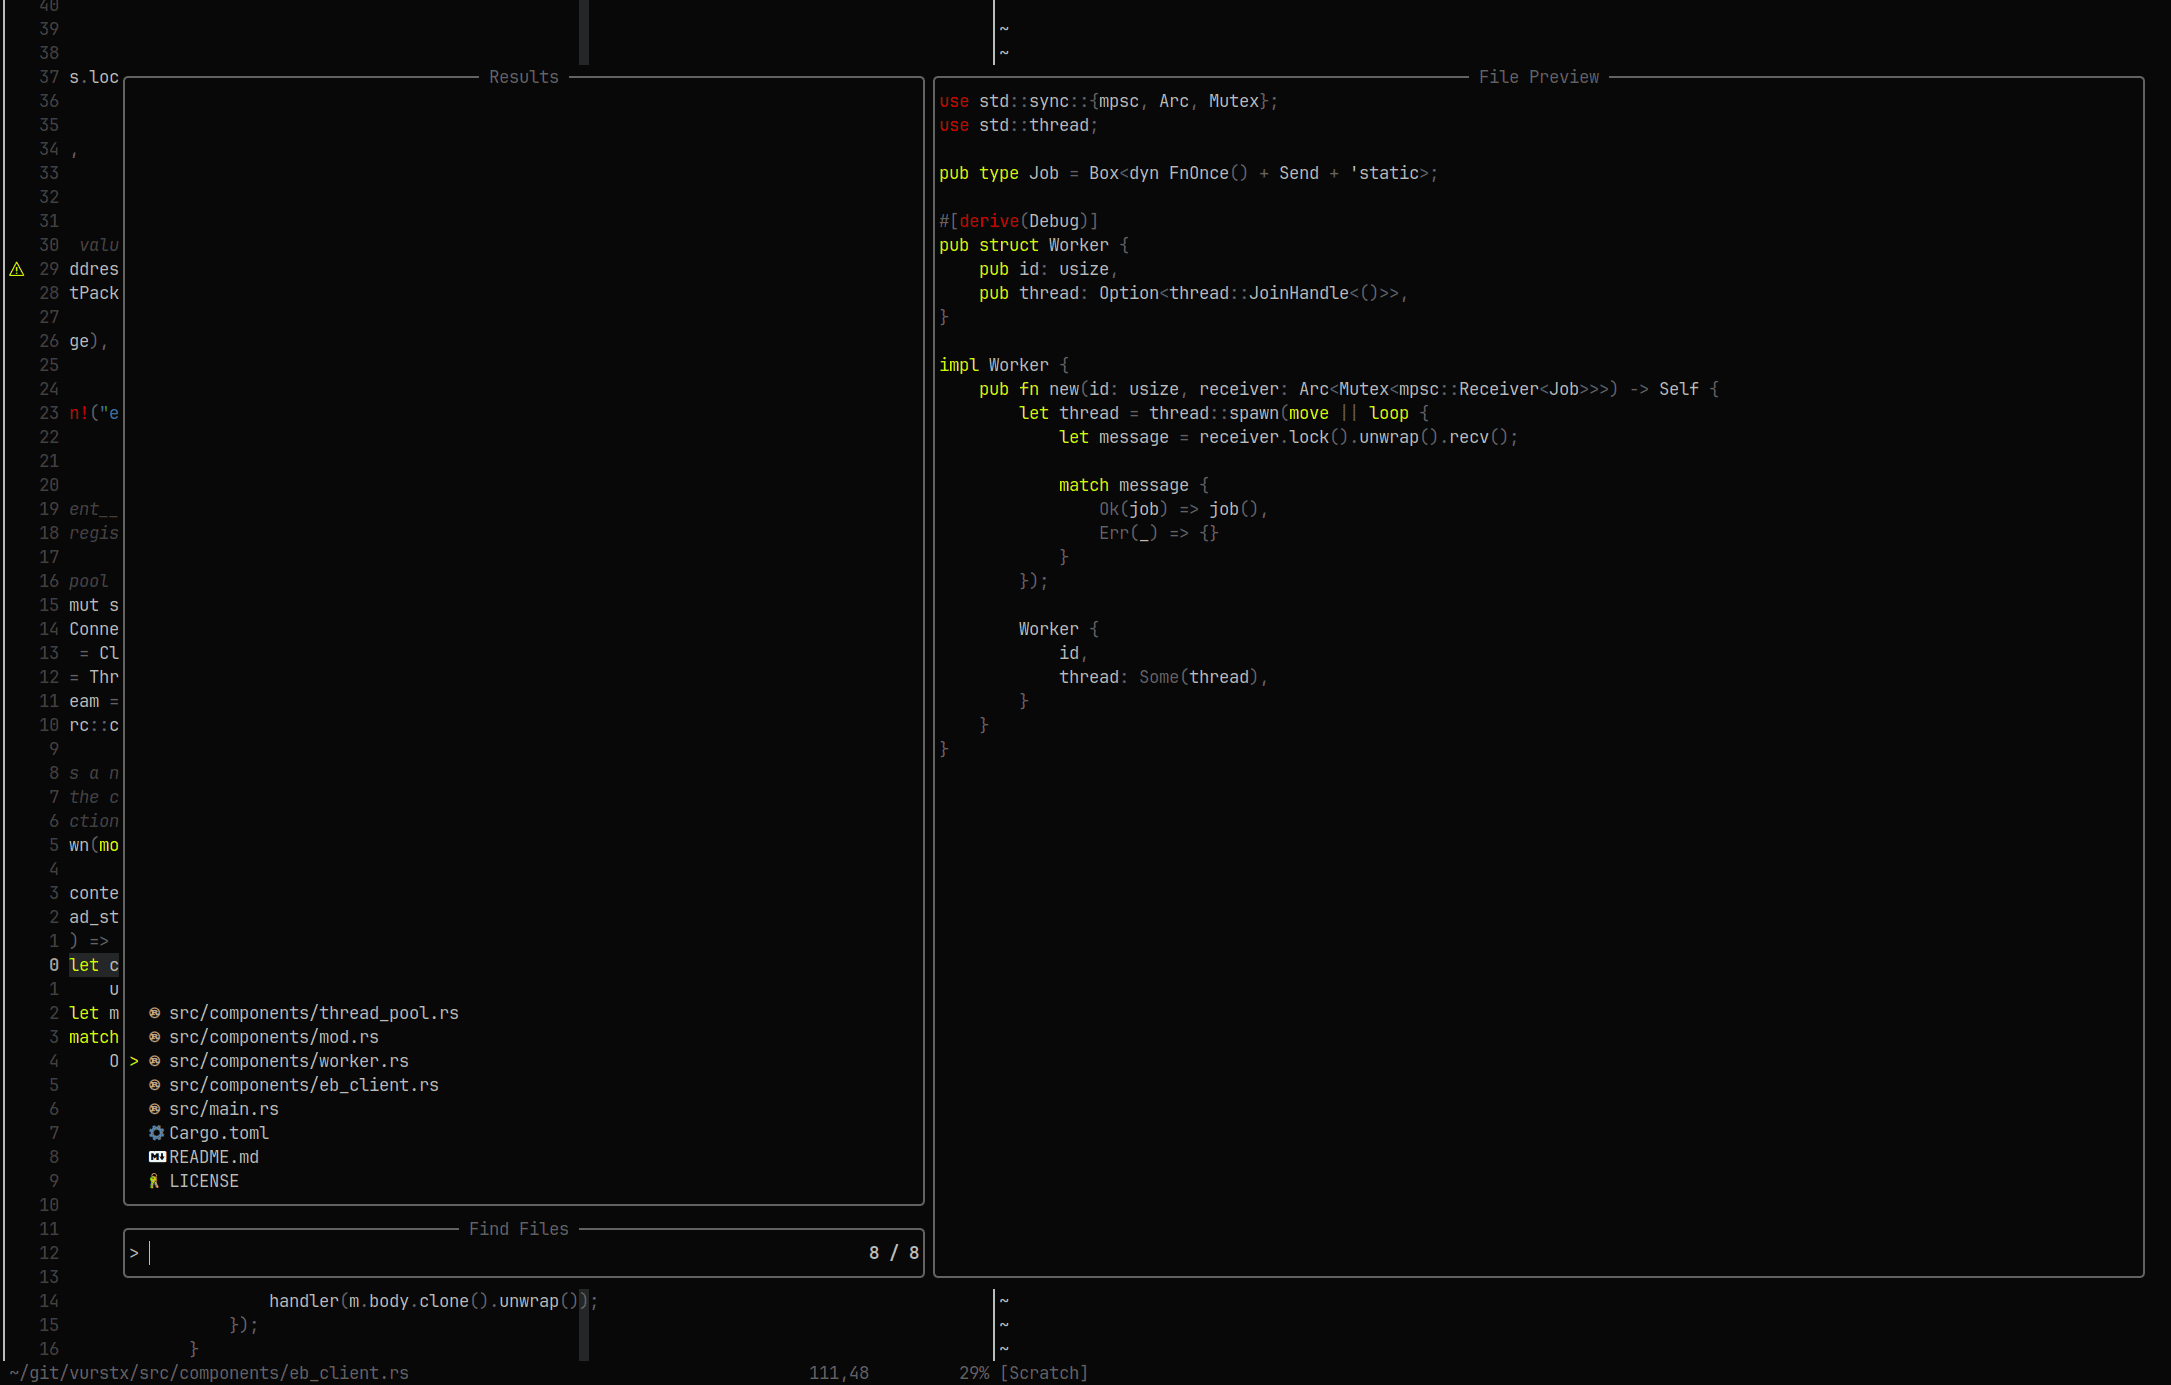 40
39 ~
38 ~
37 s.loc
36
35
34 ,
33
32
31
30 valu
29 ddres
28 tPack
27
26 ge),
25
24
23 n!("e
22
21
20
19 ent__
18 regis
17
16 pool
15 mut s
14 Conne
13 = Cl
12 = Thr
11 eam =
10 rc::c
9
8 s a n
7 the c
6 ction
5 wn(mo
4
3 conte
2 ad_st
1 ) =>
0 let c
1 u
2 let m
3 match
4 O
5
6
7
8
9
10
11
12
13
Results
src/components/thread_pool.rs
src/components/mod.rs
> src/components/worker.rs
src/components/eb_client.rs
src/main.rs
Cargo.toml
README.md
LICENSE
Find Files
> 8 / 8
File Preview
use std::sync::{mpsc, Arc, Mutex};
use std::thread;
pub type Job = Box<dyn FnOnce() + Send + 'static>;
#[derive(Debug)]
pub struct Worker {
    pub id: usize,
    pub thread: Option<thread::JoinHandle<()>>,
}
impl Worker {
    pub fn new(id: usize, receiver: Arc<Mutex<mpsc::Receiver<Job>>>) -> Self {
        let thread = thread::spawn(move || loop {
            let message = receiver.lock().unwrap().recv();
            match message {
                Ok(job) => job(),
                Err(_) => {}
            }
        });
        Worker {
            id,
            thread: Some(thread),
        }
    }
}
14 handler(m.body.clone().unwrap()); ~
15 }); ~
16 } ~
~/git/vurstx/src/components/eb_client.rs 111,48 29% [Scratch]